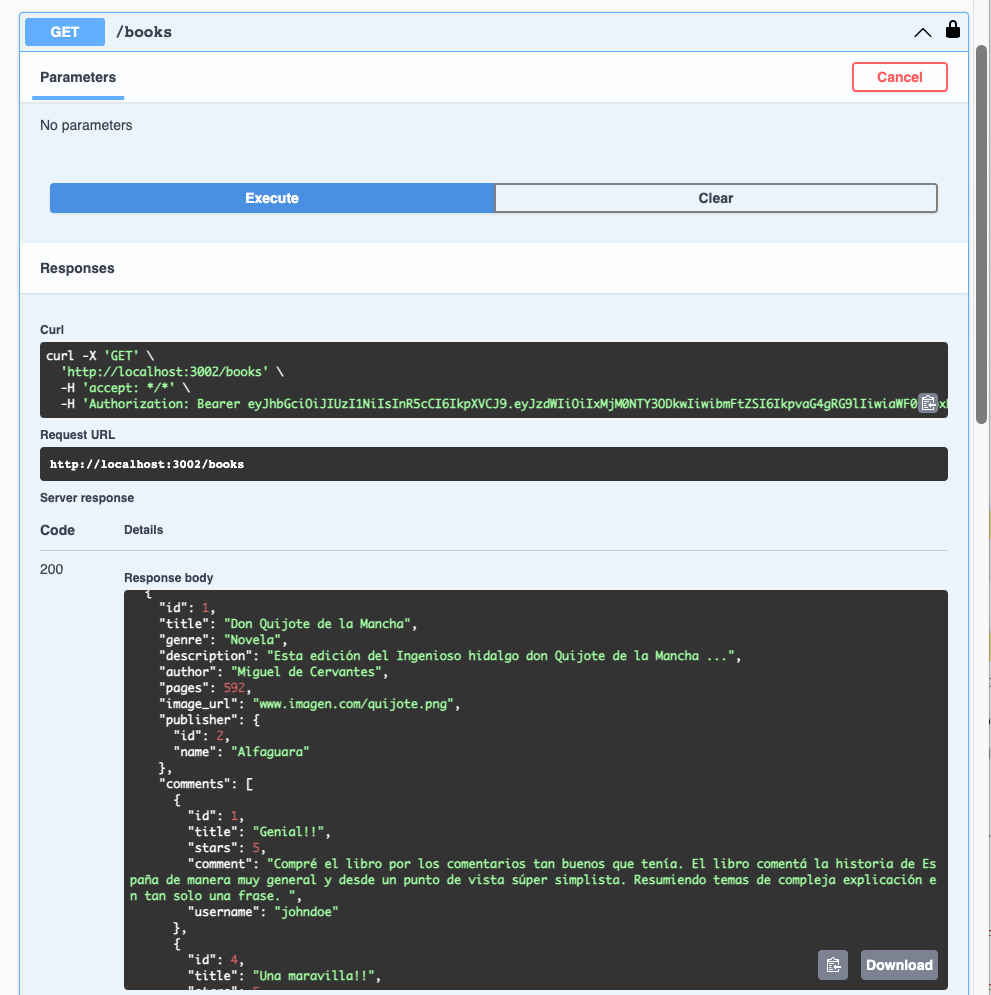 GET /books
Parameters
Cancel
No parameters
Execute
Clear
Responses
Curl
curl -X 'GET' \
'http://localhost:3002/books' \
-H 'accept: */*' \
-H 'Authorization: Bearer eyJhbGciOiJIUzI1NiIsInR5cCI6IkpXVCJ9.eyJzdWIiOiIxMjM0NTY3ODkwIiwibmFtZSI6IkpvaG4gRG9lIiwiaWF0
Request URL
http://localhost:3002/books
Server response
Code Details
200
Response body
{
"id": 1,
"title": "Don Quijote de la Mancha",
"genre": "Novela",
"description": "Esta edición del Ingenioso hidalgo don Quijote de la Mancha ...",
"author": "Miguel de Cervantes",
"pages": 592,
"image_url": "www.imagen.com/quijote.png",
"publisher": {
"id": 2,
"name": "Alfaguara"
},
"comments": [
{
"id": 1,
"title": "Genial!!",
"stars": 5,
"comment": "Compré el libro por los comentarios tan buenos que tenía. El libro comentá la historia de Es
paña de manera muy general y desde un punto de vista súper simplista. Resumiendo temas de compleja explicación e
n tan solo una frase. ",
"username": "johndoe"
},
{
"id": 4,
"title": "Una maravilla!!",
Download